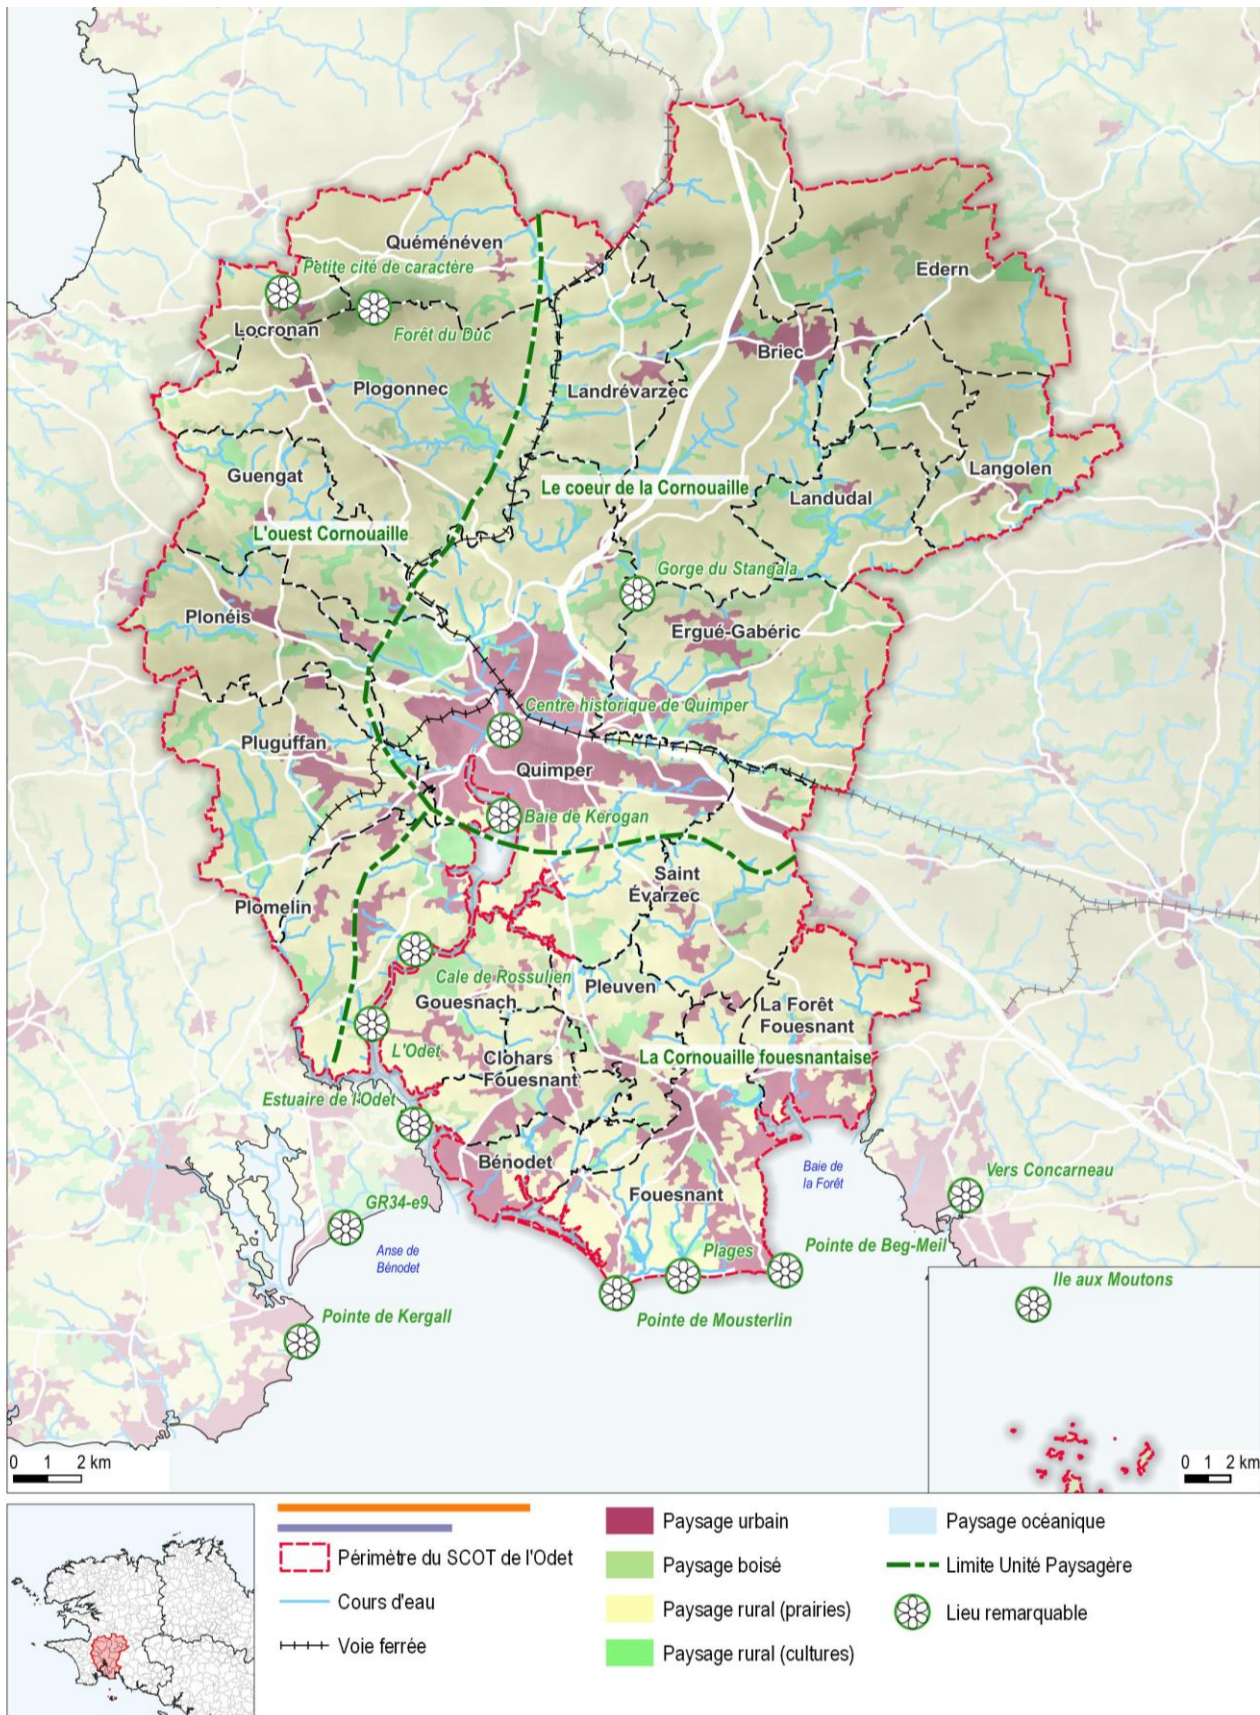 Quéménéven
Petite cité de caractère
Edern
Locronan
Forêt du Duc
Briec
Plogonnec
Landrévarzec
Guengat
Langolen
Le coeur de la Cornouaille
Landudal
L'ouest Cornouaille
Gorge du Stangala
Plonéis
Ergué-Gabéric
Centre historique de Quimper
Pluguffan
Quimper
Baie de Kerogan
Saint
Évarzec
Plomelin
Cale de Rossulien
Pleuven
Gouesnach
La Forêt
Fouesnant
L'Odet
Clohars
Fouesnant
La Cornouaille fouesnantaise
Estuaire de l'Odet
Bénodet
Baie de
la Forêt
Vers Concarneau
Fouesnant
GR34-e9
Anse de
Bénodet
Plages
Pointe de Beg-Meil
Ile aux Moutons
Pointe de Kergall
Pointe de Mousterlin
0 1 2 km
0 1 2 km
Périmètre du SCOT de l'Odet
Cours d'eau
Voie ferrée
Paysage urbain
Paysage boisé
Paysage rural (prairies)
Paysage rural (cultures)
Paysage océanique
Limite Unité Paysagère
Lieu remarquable